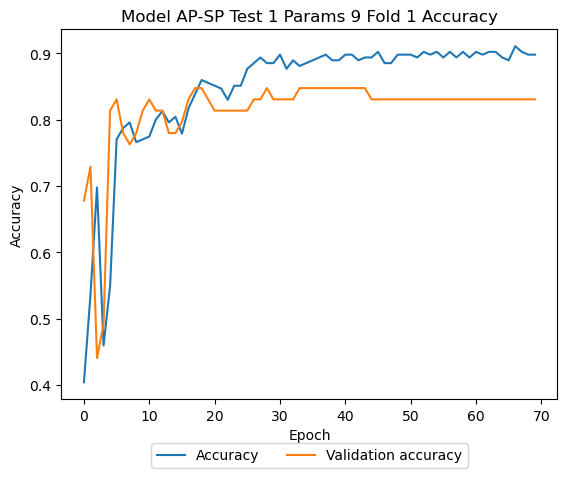 Model AP-SP Test 1 Params 9 Fold 1 Accuracy
Accuracy
0.9
0.8
0.7
0.6
0.5
0.4
0 10 20 30 40 50 60 70
Epoch
Accuracy Validation accuracy